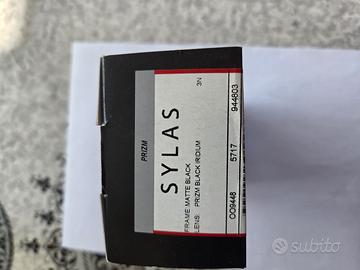 PRIZM
SYLAS
FRAME:MATTE BLACK
LENS: PRIZM BLACK IRIDIUM
3N
OO9448
5717
944803
subito